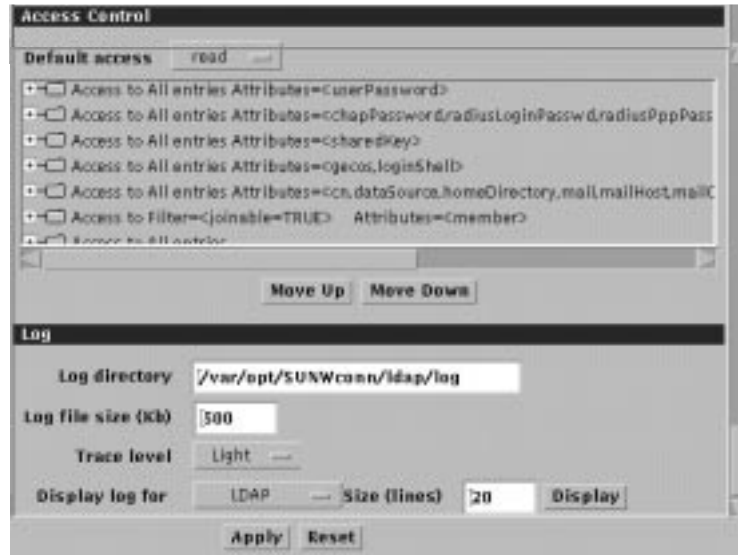 Access Control
Default access read
Access to All entries Attributes=<userPassword>
Access to All entries Attributes=<chapPassword,radiusLoginPasswd,radiusPppPass
Access to All entries Attributes=<sharedKey>
Access to All entries Attributes=<gecos,loginShell>
Access to All entries Attributes=<cn,dataSource,homeDirectory,mail,mailHost,mailC
Access to Filter=<joinable=TRUE> Attributes=<member>
Access to All entries
Move Up Move Down
Log
Log directory /var/opt/SUNWconn/ldap/log
Log file size (Kb) 500
Trace level Light
Display log for LDAP Size (lines) 20 Display
Apply Reset